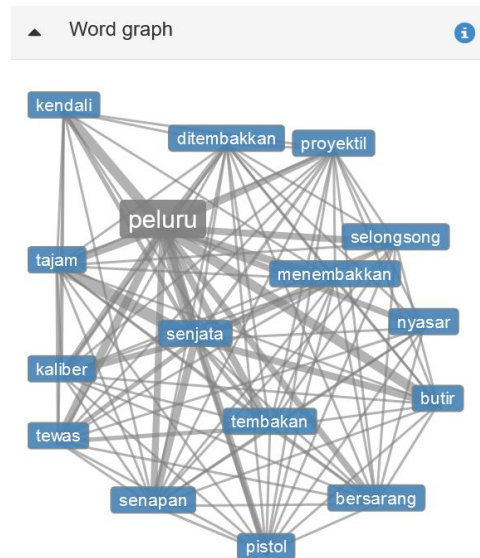 Word graph
kendali
ditembakkan
proyektil
peluru
selongsong
tajam
menembakkan
nyasar
senjata
kaliber
butir
tembakan
tewas
senapan
bersarang
pistol